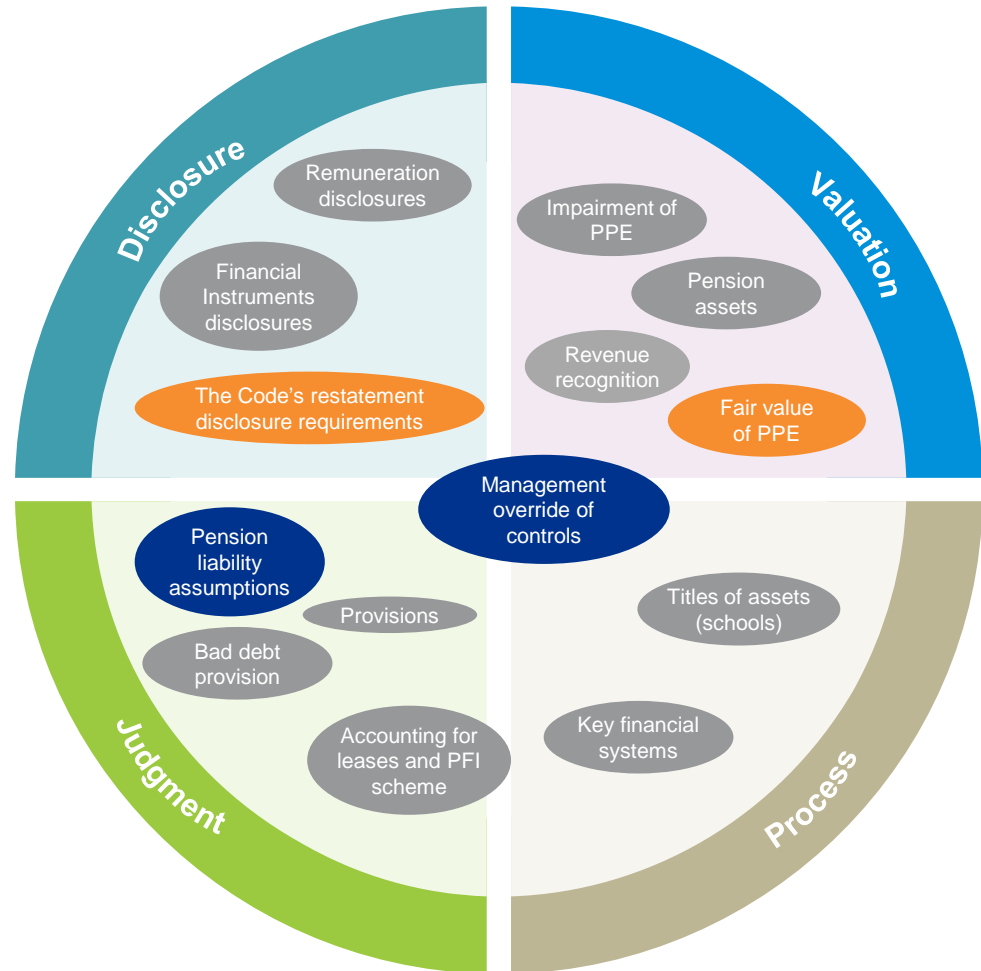 Disclosure
Remuneration
disclosures
Financial
Instruments
disclosures
The Code's restatement
disclosure requirements
Valuation
Impairment of
PPE
Pension
assets
Revenue
recognition
Fair value
of PPE
Management
override of
controls
Judgment
Pension
liability
assumptions
Provisions
Bad debt
provision
Accounting for
leases and PFI
scheme
Process
Titles of assets
(schools)
Key financial
systems